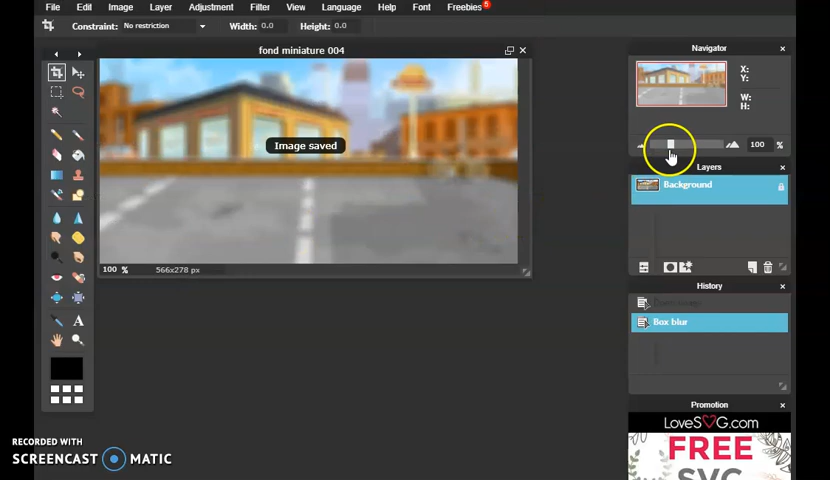 File Edit Image Layer Adjustment Filter View Language Help Font Freebies 5
Constraint: No restriction Width: 0.0 Height: 0.0
fond miniature 004
Image saved
100 % 566x278 px
A
Navigator
X:
Y:
W:
H:
100 %
Layers
Background
History
Box blur
Promotion
LoveSVG.com
FREE
SVG
RECORDED WITH
SCREENCAST MATIC